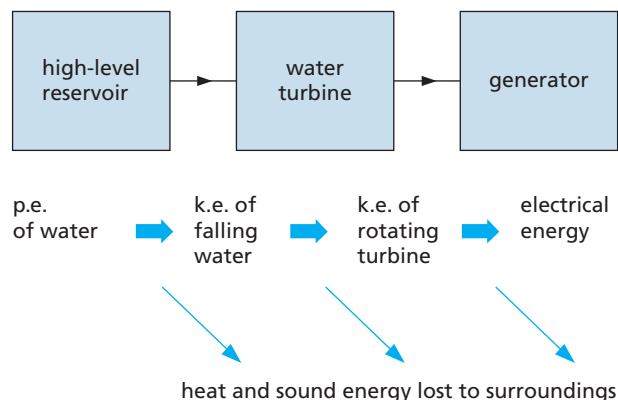 high-level
reservoir
water
turbine
generator
p.e.
of water
k.e. of
falling
water
k.e. of
rotating
turbine
electrical
energy
heat and sound energy lost to surroundings